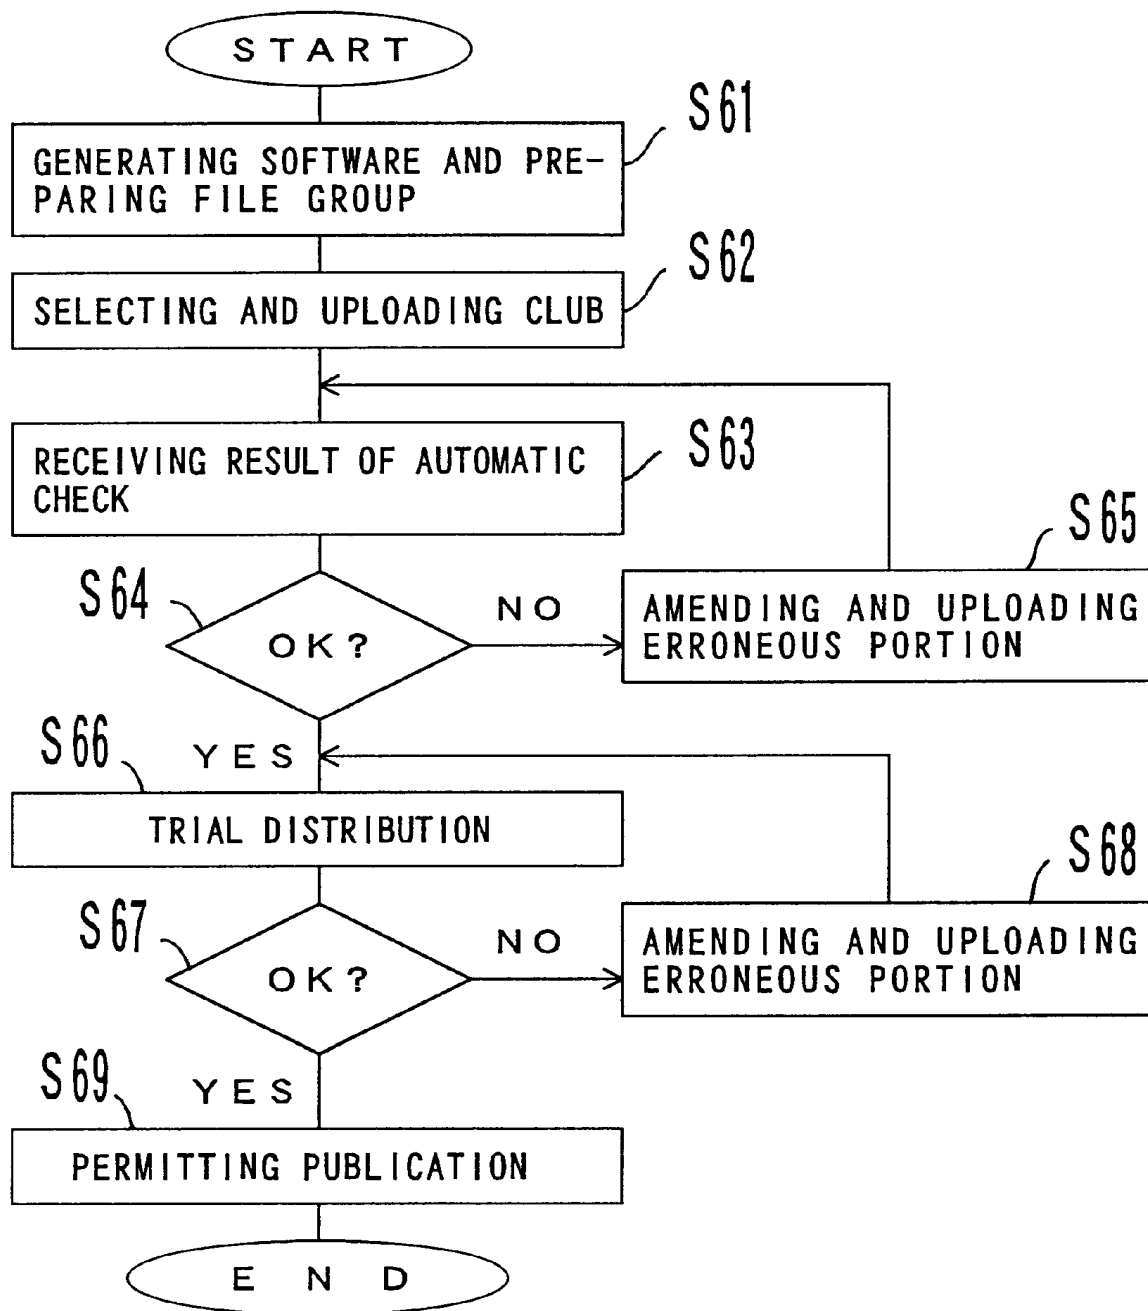 START
S61
GENERATING SOFTWARE AND PRE-
PARING FILE GROUP
S62
SELECTING AND UPLOADING CLUB
S63
RECEIVING RESULT OF AUTOMATIC
CHECK
S64
OK?
NO
S65
AMENDING AND UPLOADING
ERRONEOUS PORTION
YES
S66
TRIAL DISTRIBUTION
S67
OK?
NO
S68
AMENDING AND UPLOADING
ERRONEOUS PORTION
YES
S69
PERMITTING PUBLICATION
END